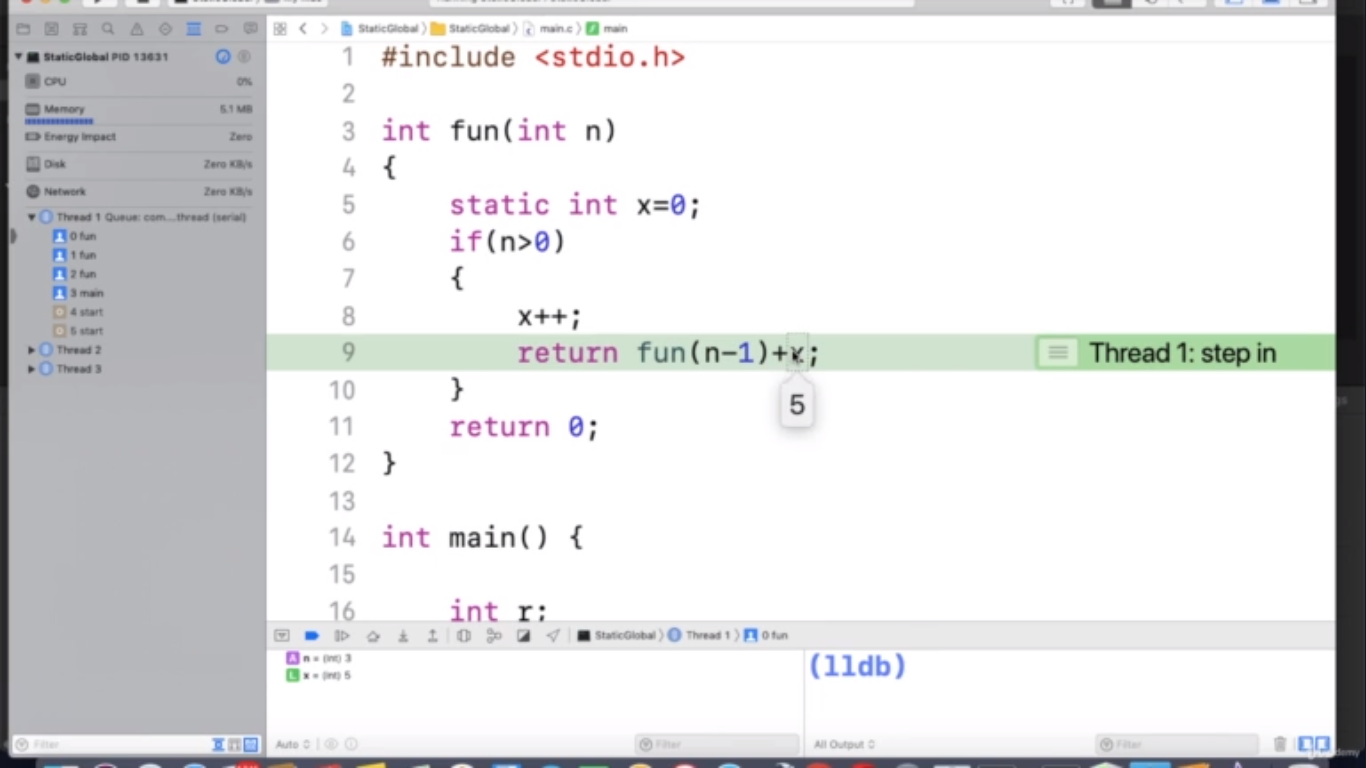 StaticGlobal PID 13631
CPU 0%
Memory 5.1 MB
Energy Impact Zero
Disk Zero KB/s
Network Zero KB/s
Thread 1 Queue: com....thread (serial)
0 fun
1 fun
2 fun
3 main
4 start
5 start
Thread 2
Thread 3
Filter
StaticGlobal 〉 StaticGlobal 〉 main.c 〉 main
1 #include <stdio.h>
2
3 int fun(int n)
4 {
5 static int x=0;
6 if(n>0)
7 {
8 x++;
9 return fun(n-1)+x; Thread 1: step in
10 }
5
11 return 0;
12 }
13
14 int main() {
15
16 int r;
StaticGlobal 〉 Thread 1 〉 0 fun
A n = (int) 3
L x = (int) 5
(lldb)
Auto
Filter
All Output
Filter